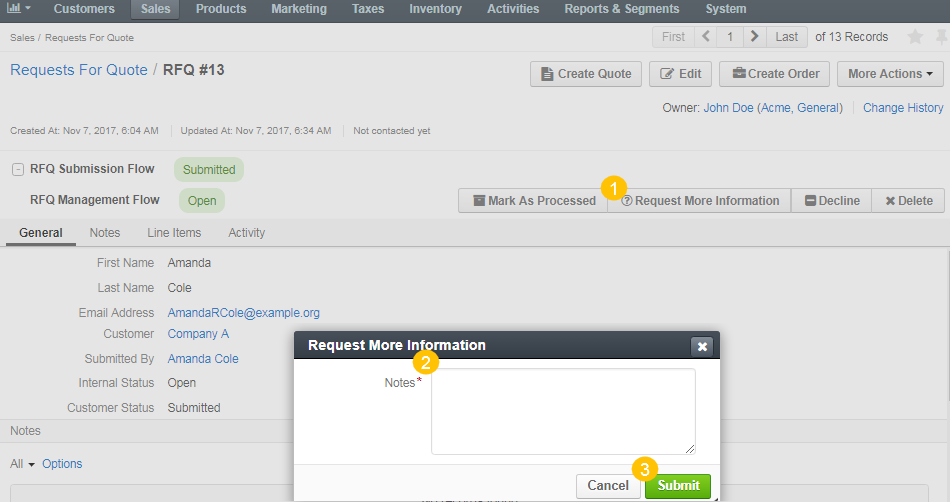 Customers Sales Products Marketing Taxes Inventory Activities Reports & Segments System
Sales / Requests For Quote First 1 Last of 13 Records
Requests For Quote / RFQ #13 Create Quote Edit Create Order More Actions
Owner: John Doe (Acme, General) Change History
Created At: Nov 7, 2017, 6:04 AM Updated At: Nov 7, 2017, 6:34 AM Not contacted yet
RFQ Submission Flow Submitted
1
RFQ Management Flow Open Mark As Processed Request More Information Decline Delete
General Notes Line Items Activity
First Name Amanda
Last Name Cole
Email Address AmandaRCole@example.org
Customer Company A
Submitted By Amanda Cole
Internal Status Open
Customer Status Submitted
Notes
All Options
Request More Information
2
Notes*
3
Cancel Submit